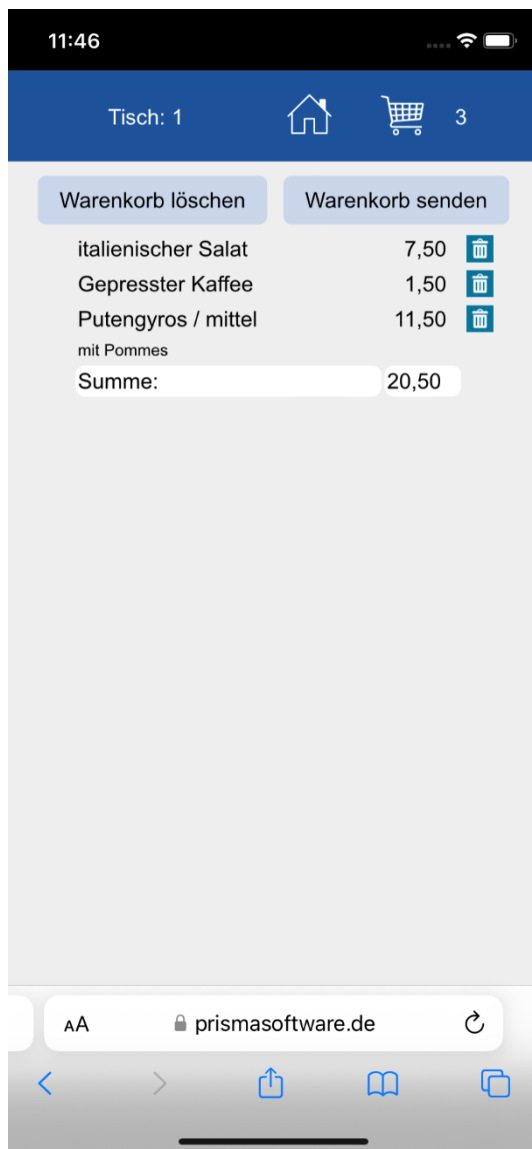 11:46
Tisch: 1 3
Warenkorb löschen Warenkorb senden
italienischer Salat 7,50
Gepresster Kaffee 1,50
Putengyros / mittel 11,50
mit Pommes
Summe: 20,50
AA prismasoftware.de